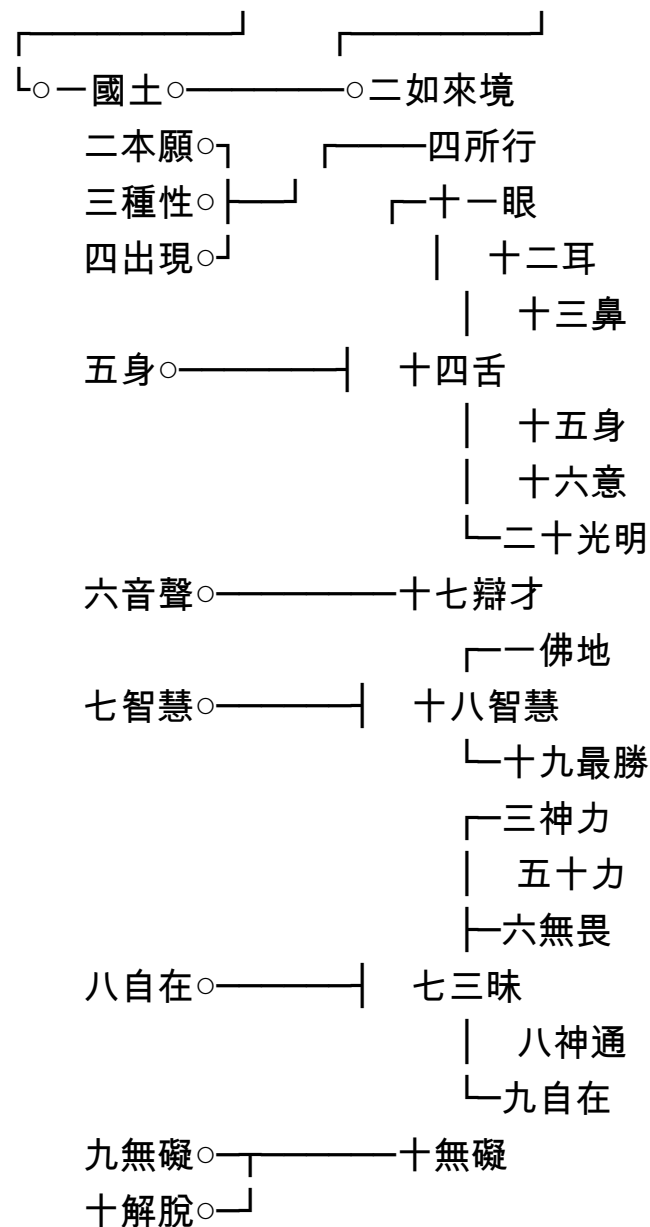 一國土 二如來境
二本願 四所行
三種性 十一眼
四出現 十二耳
十三鼻
五身 十四舌
十五身
十六意
二十光明
六音聲 十七辯才
一佛地
七智慧 十八智慧
十九最勝
三神力
五十力
六無畏
八自在 七三昧
八神通
九自在
九無礙 十無礙
十解脫